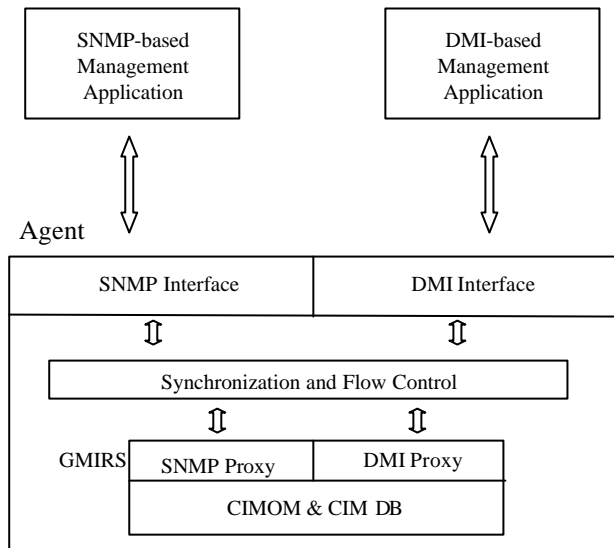 SNMP-based
Management
Application
DMI-based
Management
Application
Agent
SNMP Interface
DMI Interface
Synchronization and Flow Control
GMIRS
SNMP Proxy
DMI Proxy
CIMOM & CIM DB